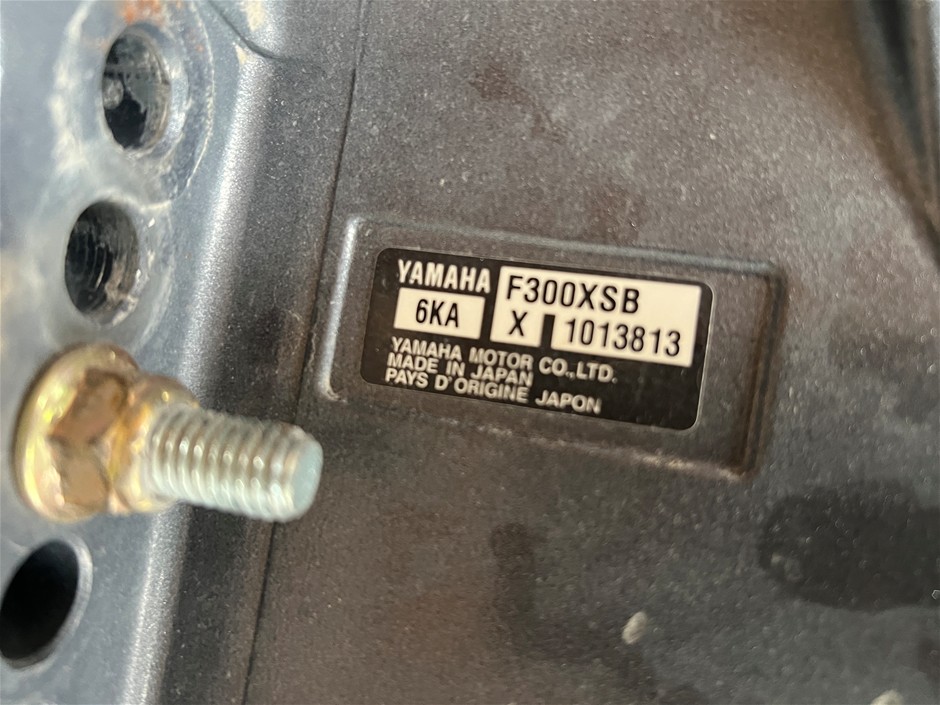 YAMAHA F300XSB
6KA X 1013813
YAMAHA MOTOR CO.,LTD.
MADE IN JAPAN
PAYS D'ORIGINE JAPON